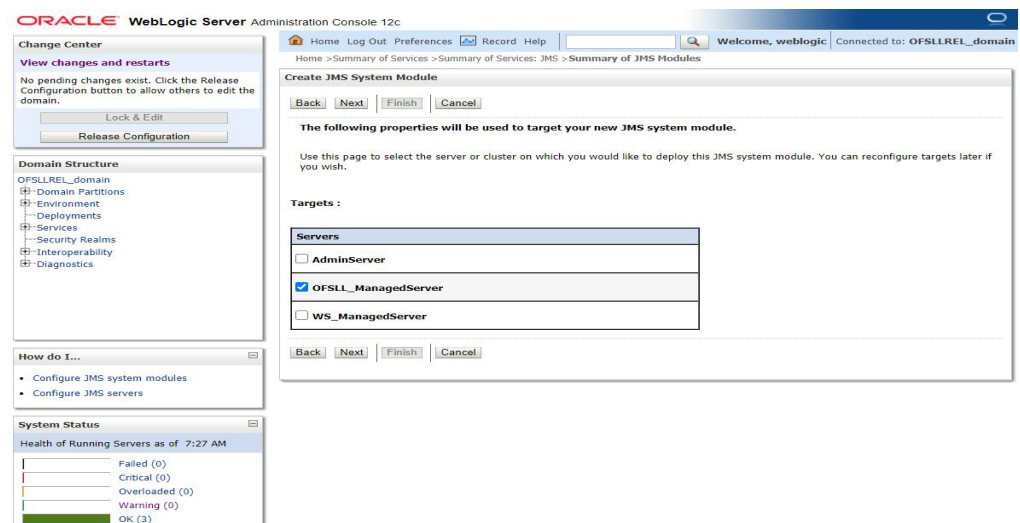 ORACLE WebLogic Server Administration Console 12c
Change Center
View changes and restarts
No pending changes exist. Click the Release
Configuration button to allow others to edit the
domain.
Lock & Edit
Release Configuration
Domain Structure
OFSLLREL_domain
Domain Partitions
Environment
Deployments
Services
Security Realms
Interoperability
Diagnostics
How do I...
Configure JMS system modules
Configure JMS servers
System Status
Health of Running Servers as of 7:27 AM
Failed (0)
Critical (0)
Overloaded (0)
Warning (0)
OK (3)
Home Log Out Preferences Record Help
Welcome, weblogic Connected to: OFSLLREL_domain
Home >Summary of Services >Summary of Services: JMS >Summary of JMS Modules
Create JMS System Module
Back Next Finish Cancel
The following properties will be used to target your new JMS system module.
Use this page to select the server or cluster on which you would like to deploy this JMS system module. You can reconfigure targets later if
you wish.
Targets :
Servers
AdminServer
OFSLL_ManagedServer
WS_ManagedServer
Back Next Finish Cancel